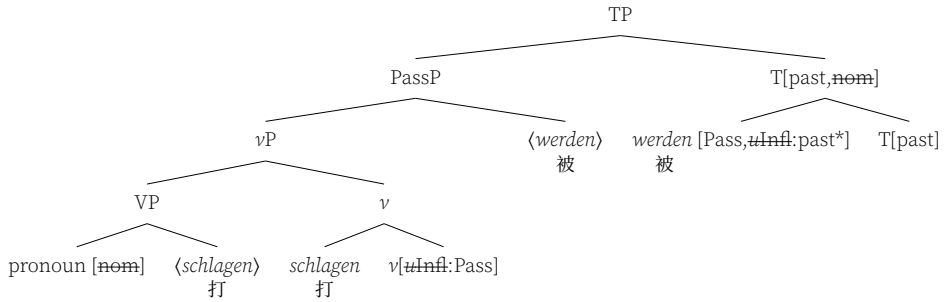 TP
PassP T[past,nom]
vP ⟨werden⟩ werden [Pass,uInfl:past*] T[past]
被 被
VP v
pronoun [nom] ⟨schlagen⟩ schlagen v[uInfl:Pass]
打 打